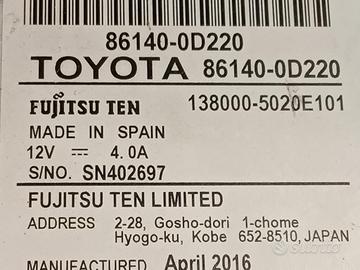 86140-0D220
TOYOTA 86140-0D220
FUJITSU TEN 138000-5020E101
MADE IN SPAIN
12V ⎓ 4.0A
S/NO. SN402697
FUJITSU TEN LIMITED
ADDRESS 2-28, Gosho-dori 1-chome
Hyogo-ku, Kobe 652-8510, JAPAN
MANUFACTURED April 2016
subito